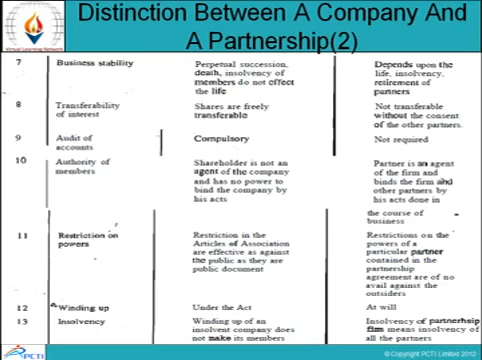 Distinction Between A Company And
A Partnership(2)
Virtual Learning Network
7 Business stability Perpetual succession, Depends upon the
death, insolvency of life, insolvency,
members do not effect retirement of
the life partners
8 Transferability Shares are freely Not transferable
of interest transferable without the consent
of the other partners.
9 Audit of Compulsory Not required
accounts
10 Authority of Shareholder is not an Partner is an agent
members agent of the company of the firm and
and has no power to binds the firm and
bind the company by other partners by
his acts his acts done in
the course of
business
11 Restriction on Restriction in the Restrictions on the
powers Articles of Association powers of a
are effective as against particular partner
the public as they are contained in the
public document partnership
agreement are of no
avail against the
outsiders
12 Winding up Under the Act At will
13 Insolvency Winding up of an Insolvency of partnerhsip
insolvent company does firm means insolvency of
not make its members all the partners
PCTI
© Copyright PCTI Limited 2012